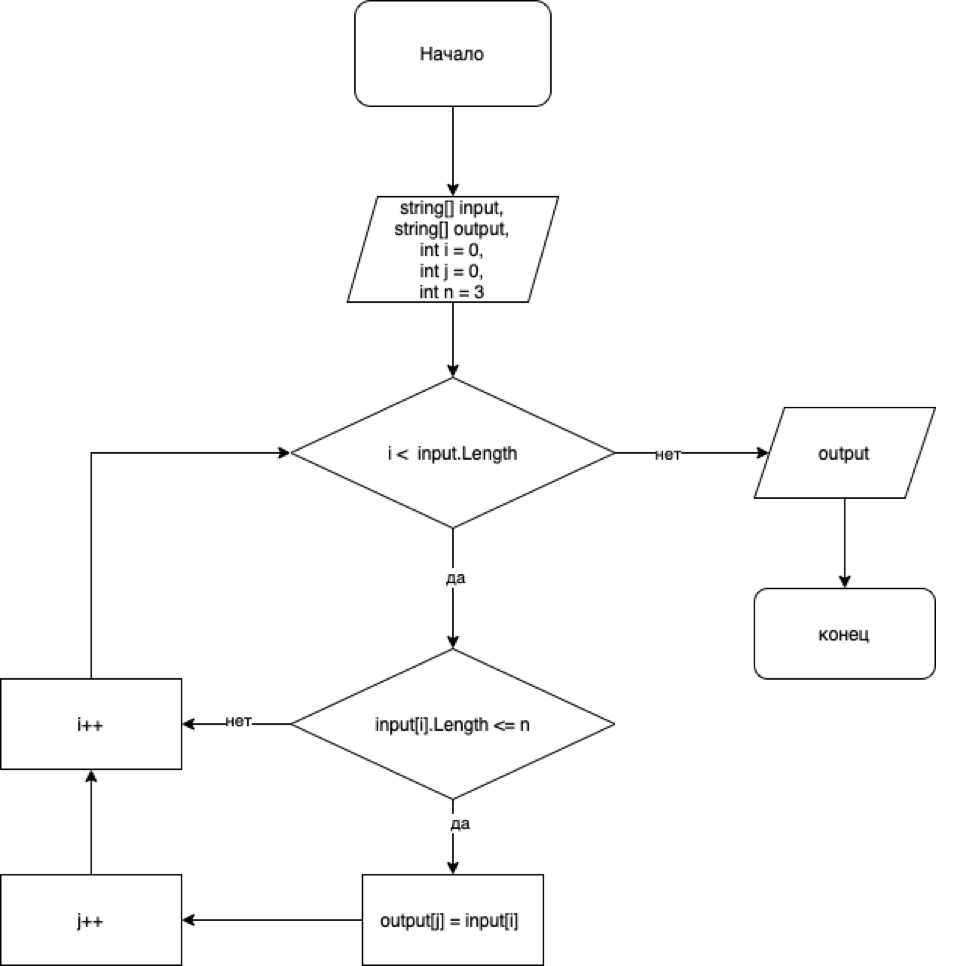 Начало
string[] input,
string[] output,
int i = 0,
int j = 0,
int n = 3
i < input.Length
нет
output
да
конец
input[i].Length <= n
нет
i++
да
output[j] = input[i]
j++